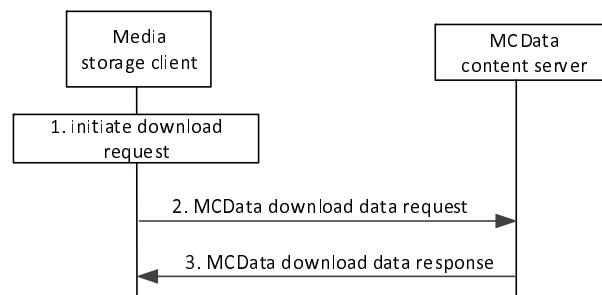 Media
storage client
MCData
content server
1. initiate download
request
2. MCData download data request
3. MCData download data response